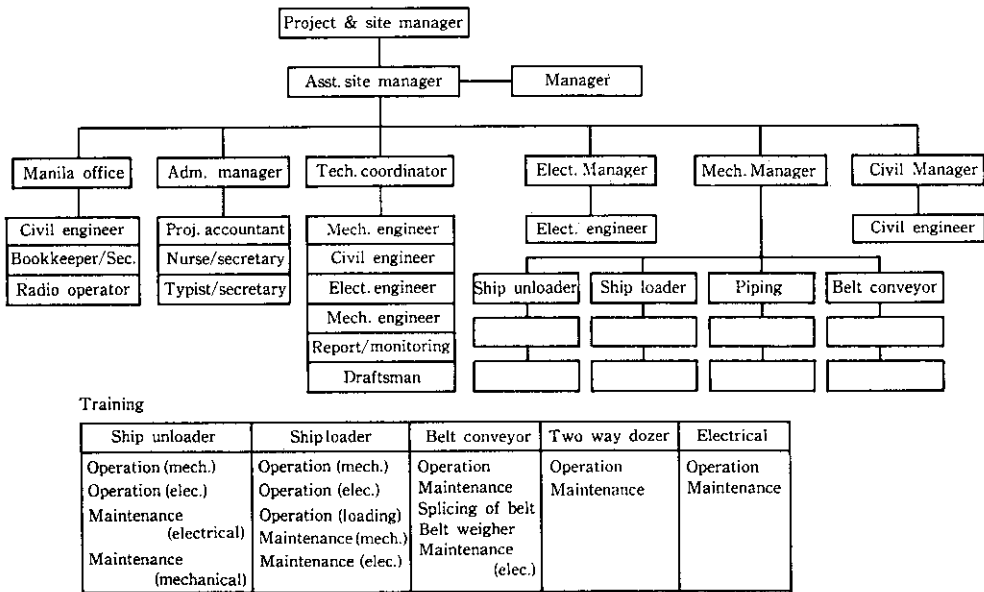 Project & site manager
Asst. site manager
Manager
Manila office
Adm. manager
Tech. coordinator
Elect. Manager
Mech. Manager
Civil Manager
Civil engineer
Bookkeeper/Sec.
Radio operator
Proj. accountant
Nurse/secretary
Typist/secretary
Mech. engineer
Civil engineer
Elect. engineer
Mech. engineer
Report/monitoring
Draftsman
Elect. engineer
Civil engineer
Ship unloader
Ship loader
Piping
Belt conveyor
Training
Ship unloader
Operation (mech.)
Operation (elec.)
Maintenance
(electrical)
Maintenance
(mechanical)
Ship loader
Operation (mech.)
Operation (elec.)
Operation (loading)
Maintenance (mech.)
Maintenance (elec.)
Belt conveyor
Operation
Maintenance
Splicing of belt
Belt weigher
Maintenance
(elec.)
Two way dozer
Operation
Maintenance
Electrical
Operation
Maintenance